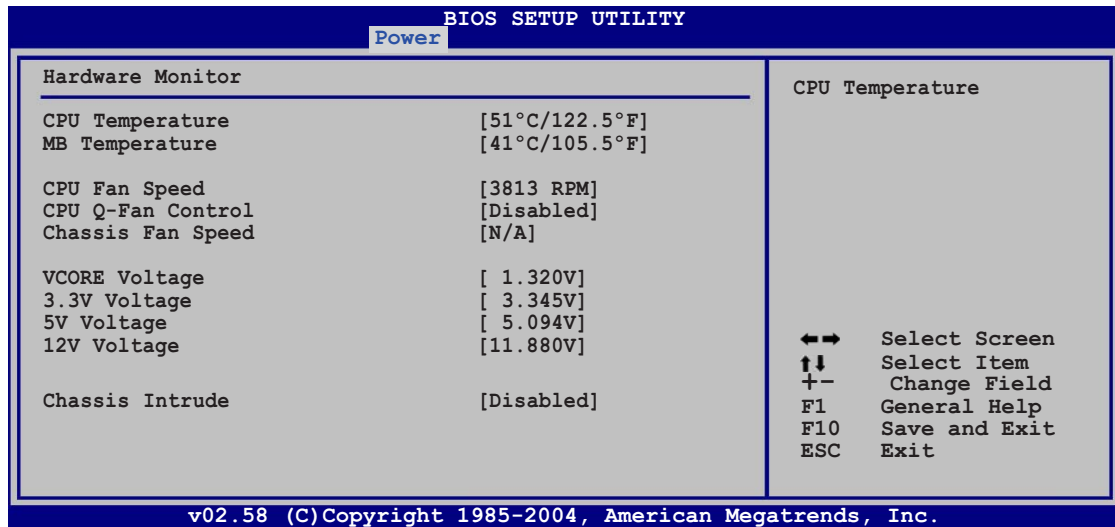 BIOS SETUP UTILITY
Power
Hardware Monitor
CPU Temperature [51°C/122.5°F]
MB Temperature [41°C/105.5°F]
CPU Fan Speed [3813 RPM]
CPU Q-Fan Control [Disabled]
Chassis Fan Speed [N/A]
VCORE Voltage [ 1.320V]
3.3V Voltage [ 3.345V]
5V Voltage [ 5.094V]
12V Voltage [11.880V]
Chassis Intrude [Disabled]
CPU Temperature
←→ Select Screen
↑↓ Select Item
+- Change Field
F1 General Help
F10 Save and Exit
ESC Exit
v02.58 (C)Copyright 1985-2004, American Megatrends, Inc.